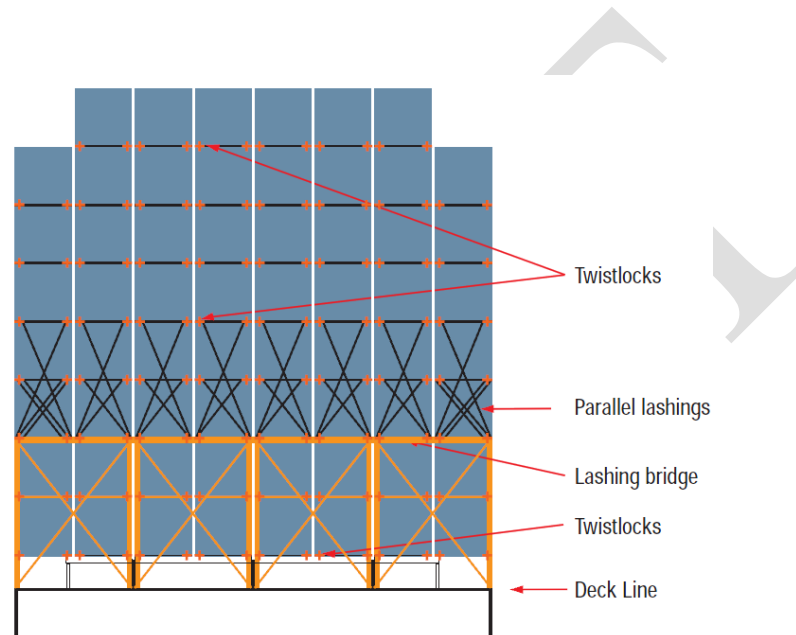 Twistlocks
Parallel lashings
Lashing bridge
Twistlocks
Deck Line